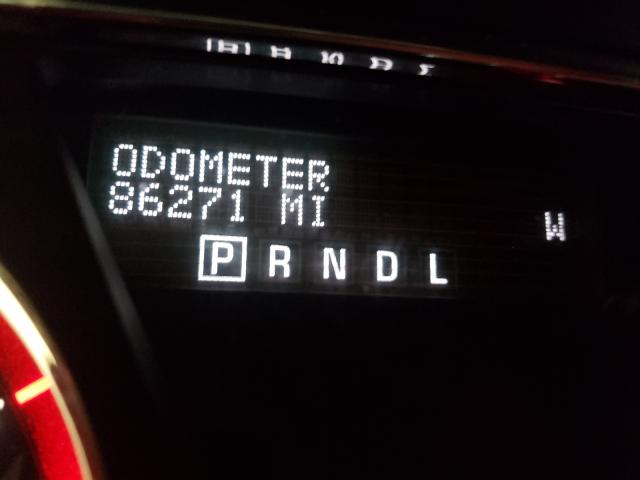 ODOMETER
86271 MI
W
P R N D L